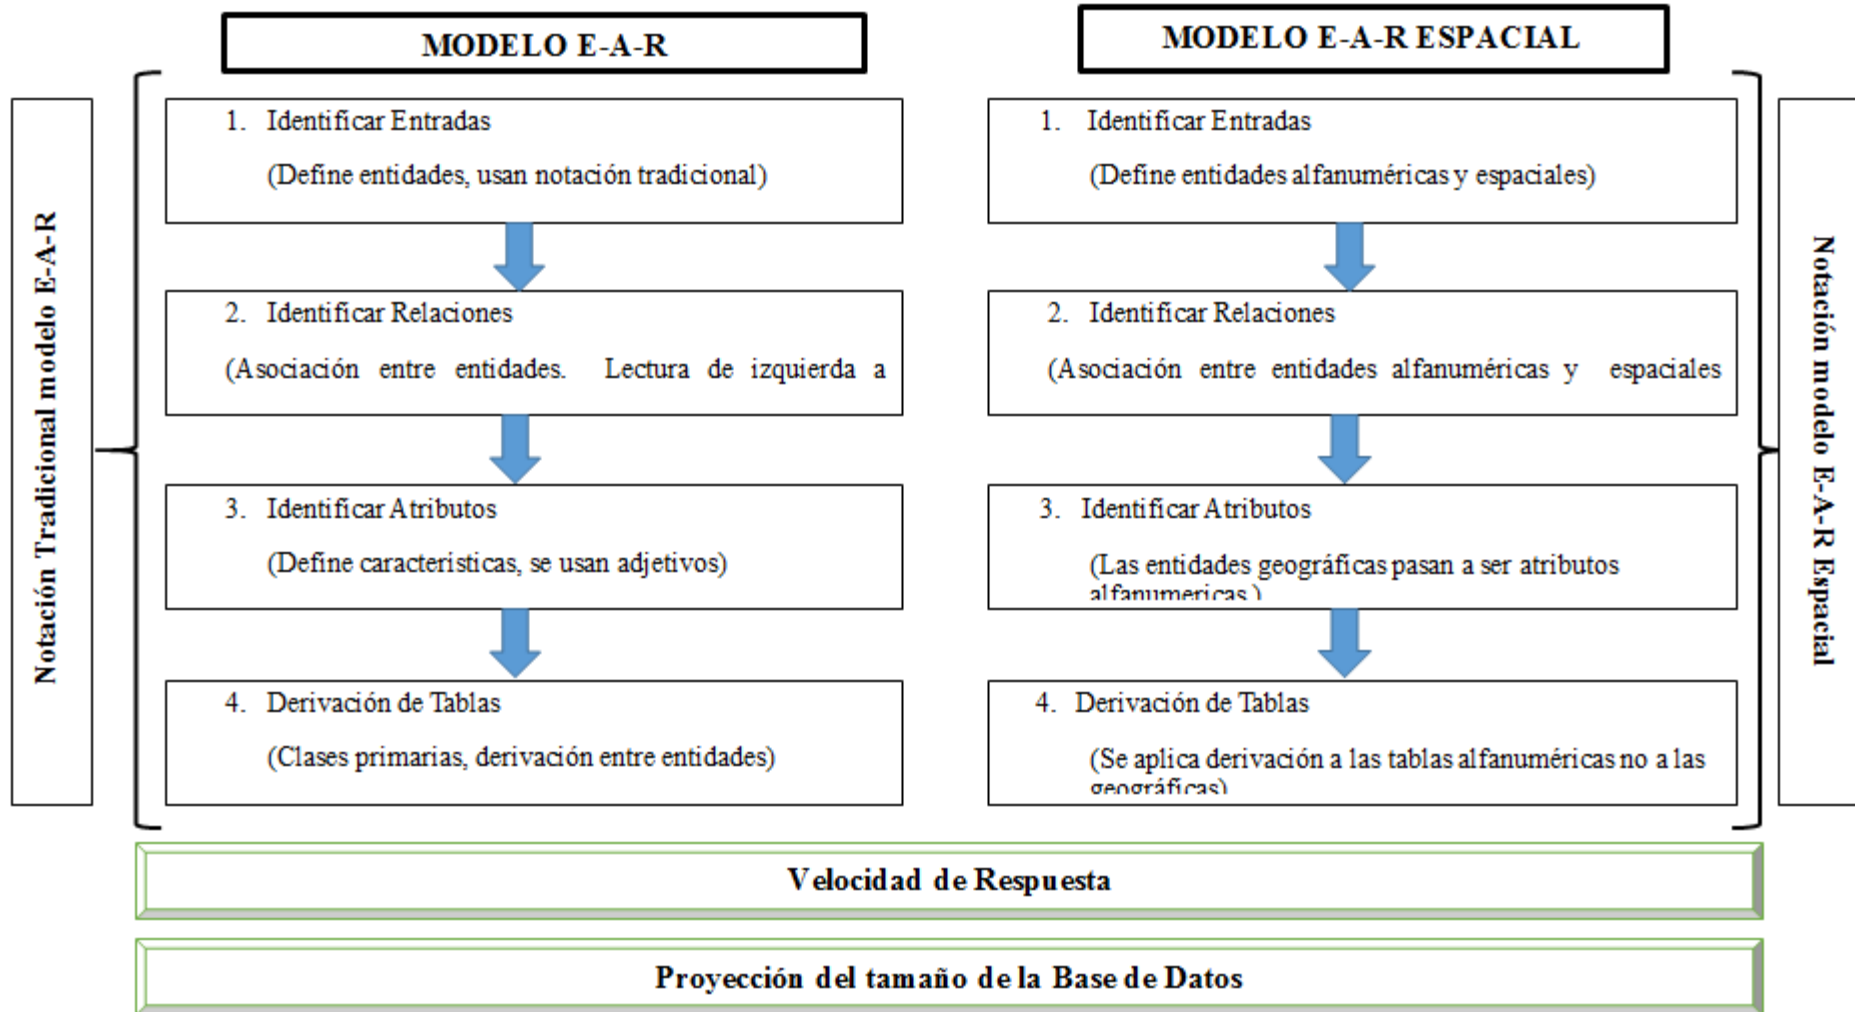 MODELO E-A-R
MODELO E-A-R ESPACIAL
Notación Tradicional modelo E-A-R
1. Identificar Entradas
(Define entidades, usan notación tradicional)
2. Identificar Relaciones
(Asociación entre entidades. Lectura de izquierda a
3. Identificar Atributos
(Define características, se usan adjetivos)
4. Derivación de Tablas
(Clases primarias, derivación entre entidades)
1. Identificar Entradas
(Define entidades alfanuméricas y espaciales)
2. Identificar Relaciones
(Asociación entre entidades alfanuméricas y espaciales
3. Identificar Atributos
(Las entidades geográficas pasan a ser atributos
alfanumericas.)
4. Derivación de Tablas
(Se aplica derivación a las tablas alfanuméricas no a las
geográficas)
Notación modelo E-A-R Espacial
Velocidad de Respuesta
Proyección del tamaño de la Base de Datos